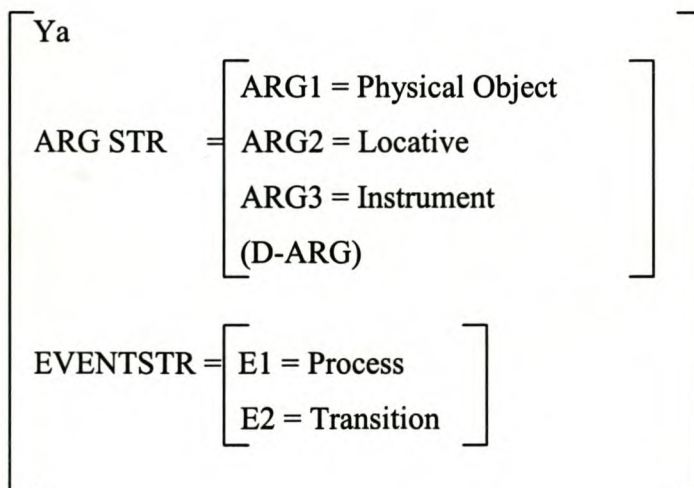 Ya
ARG1 = Physical Object
ARG STR = ARG2 = Locative
ARG3 = Instrument
(D-ARG)
EVENTSTR = E1 = Process
E2 = Transition